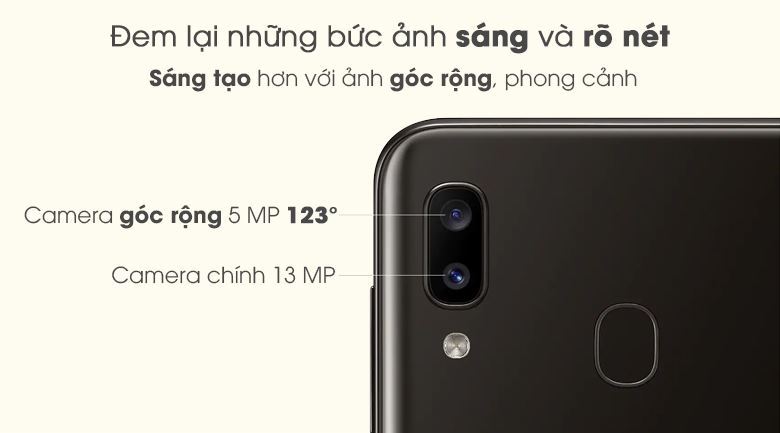 Đem lại những bức ảnh sáng và rõ nét
Sáng tạo hơn với ảnh góc rộng, phong cảnh
Camera góc rộng 5 MP 123°
Camera chính 13 MP